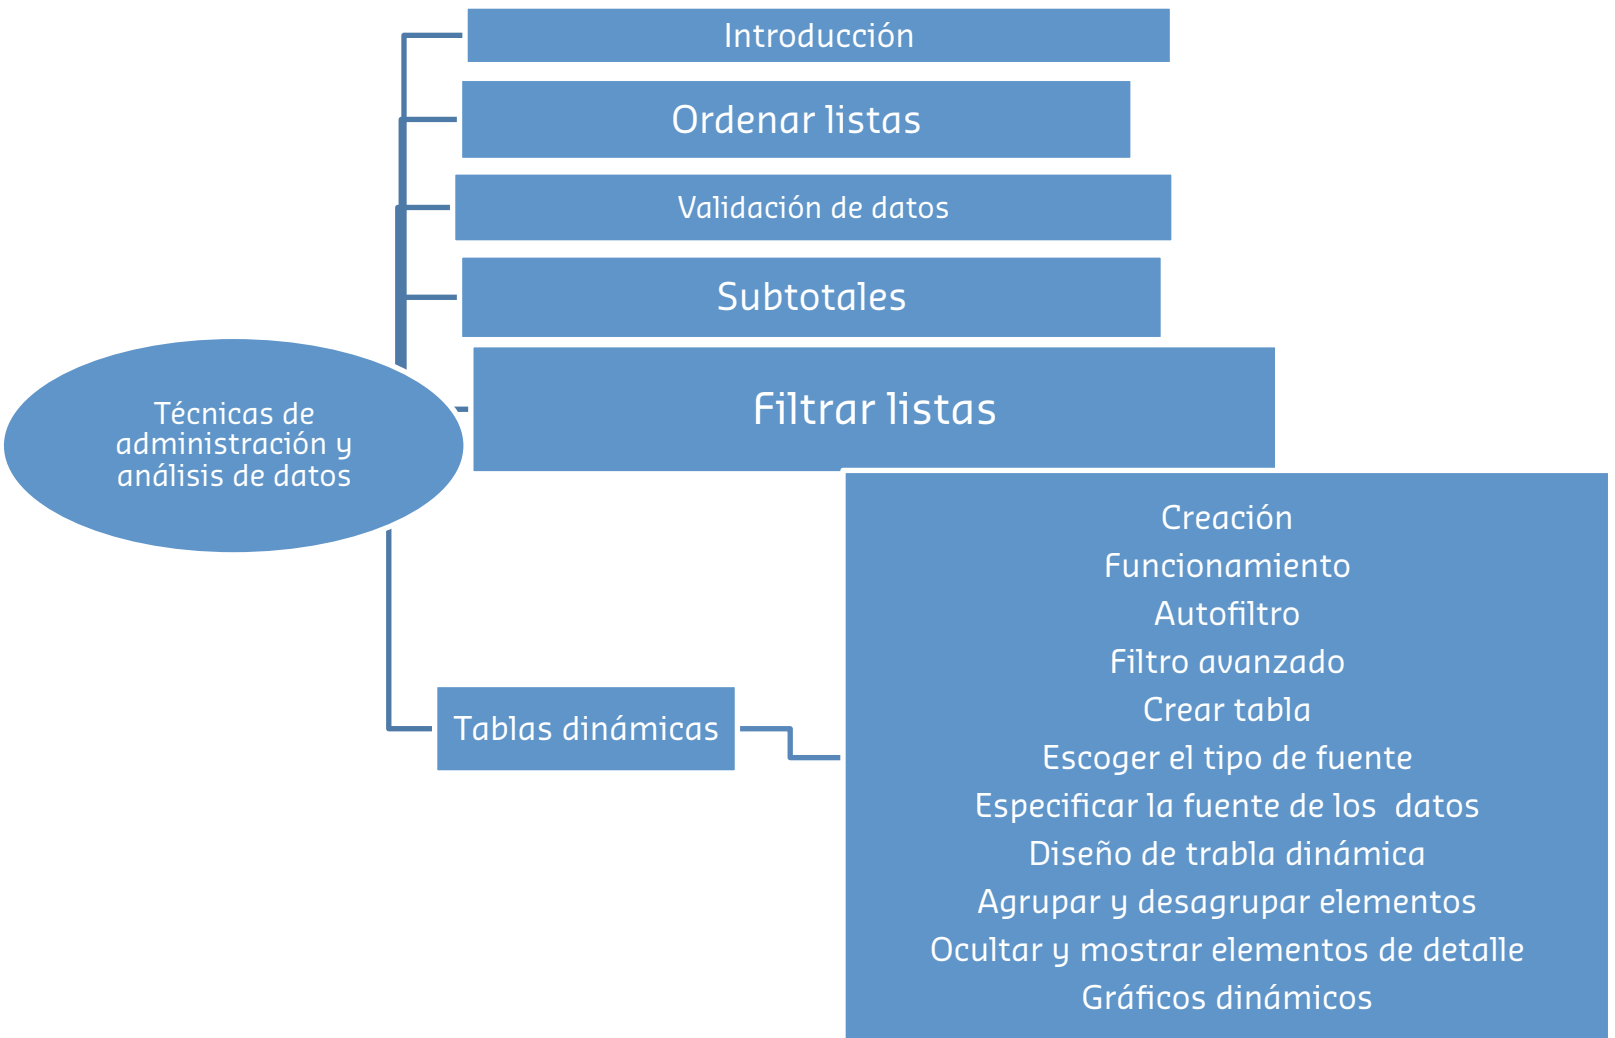 Introducción
Ordenar listas
Validación de datos
Subtotales
Filtrar listas
Técnicas de
administración y
análisis de datos
Tablas dinámicas
Creación
Funcionamiento
Autofiltro
Filtro avanzado
Crear tabla
Escoger el tipo de fuente
Especificar la fuente de los  datos
Diseño de trabla dinámica
Agrupar y desagrupar elementos
Ocultar y mostrar elementos de detalle
Gráficos dinámicos